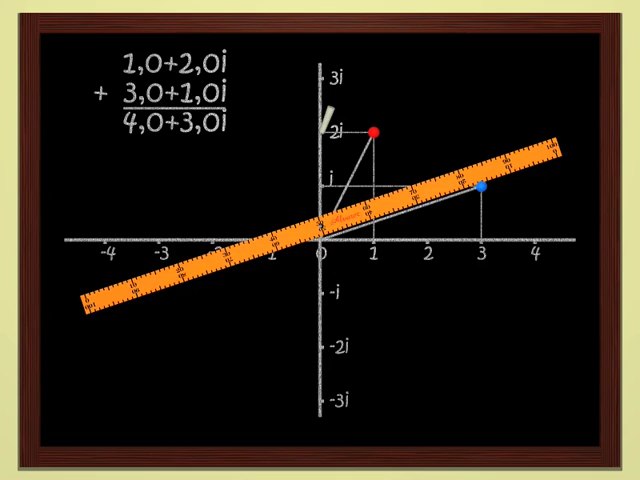 1,0+2,0i
+ 3,0+1,0i
4,0+3,0i
3i
2i
i
-4 -3 -2 -1 0 1 2 3 4
-i
-2i
-3i